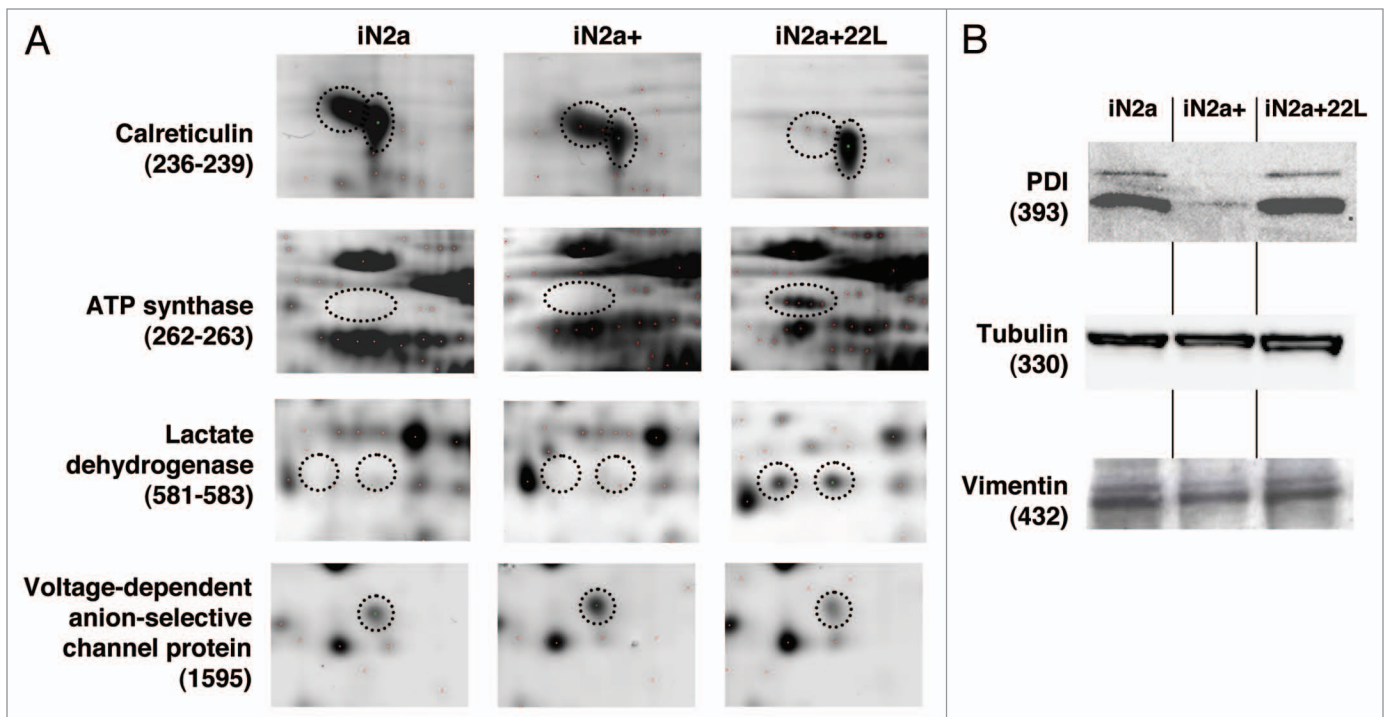 A
iN2a
iN2a+
iN2a+22L
Calreticulin
(236-239)
ATP synthase
(262-263)
Lactate
dehydrogenase
(581-583)
Voltage-dependent
anion-selective
channel protein
(1595)
B
iN2a
iN2a+
iN2a+22L
PDI
(393)
Tubulin
(330)
Vimentin
(432)